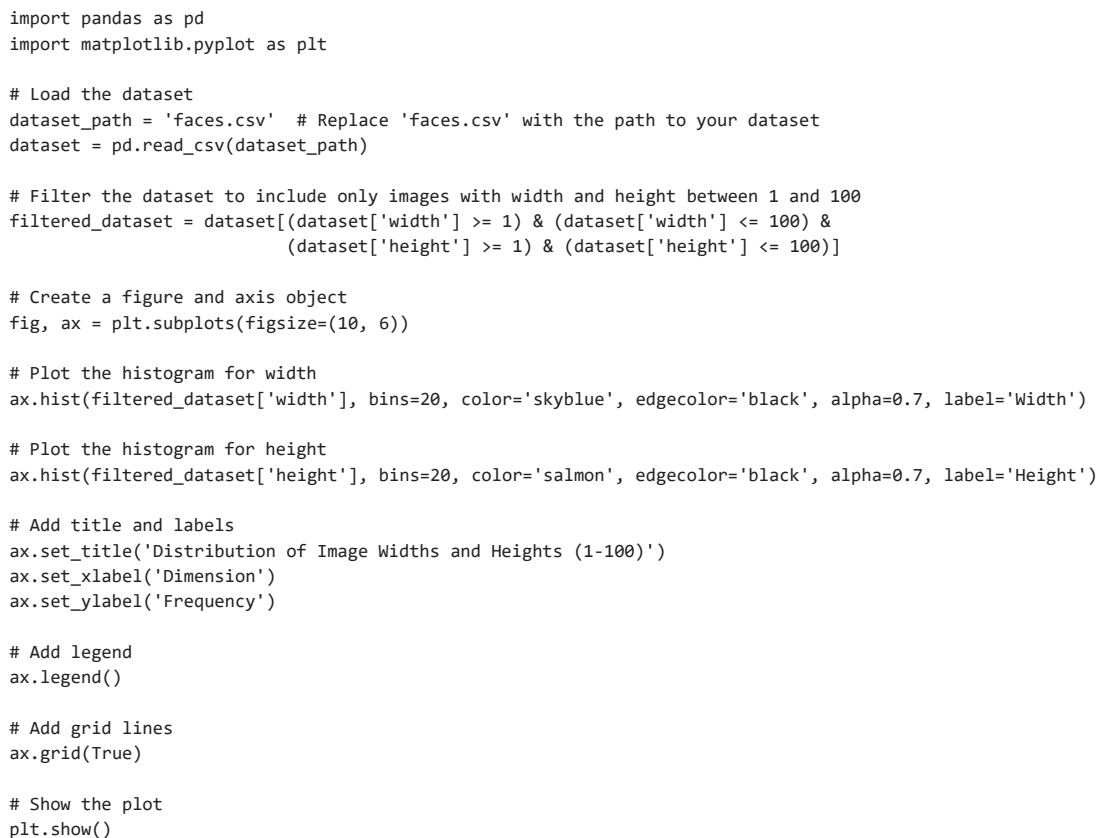 import pandas as pd
import matplotlib.pyplot as plt

# Load the dataset
dataset_path = 'faces.csv'  # Replace 'faces.csv' with the path to your dataset
dataset = pd.read_csv(dataset_path)

# Filter the dataset to include only images with width and height between 1 and 100
filtered_dataset = dataset[(dataset['width'] >= 1) & (dataset['width'] <= 100) &
                           (dataset['height'] >= 1) & (dataset['height'] <= 100)]

# Create a figure and axis object
fig, ax = plt.subplots(figsize=(10, 6))

# Plot the histogram for width
ax.hist(filtered_dataset['width'], bins=20, color='skyblue', edgecolor='black', alpha=0.7, label='Width')

# Plot the histogram for height
ax.hist(filtered_dataset['height'], bins=20, color='salmon', edgecolor='black', alpha=0.7, label='Height')

# Add title and labels
ax.set_title('Distribution of Image Widths and Heights (1-100)')
ax.set_xlabel('Dimension')
ax.set_ylabel('Frequency')

# Add legend
ax.legend()

# Add grid lines
ax.grid(True)

# Show the plot
plt.show()